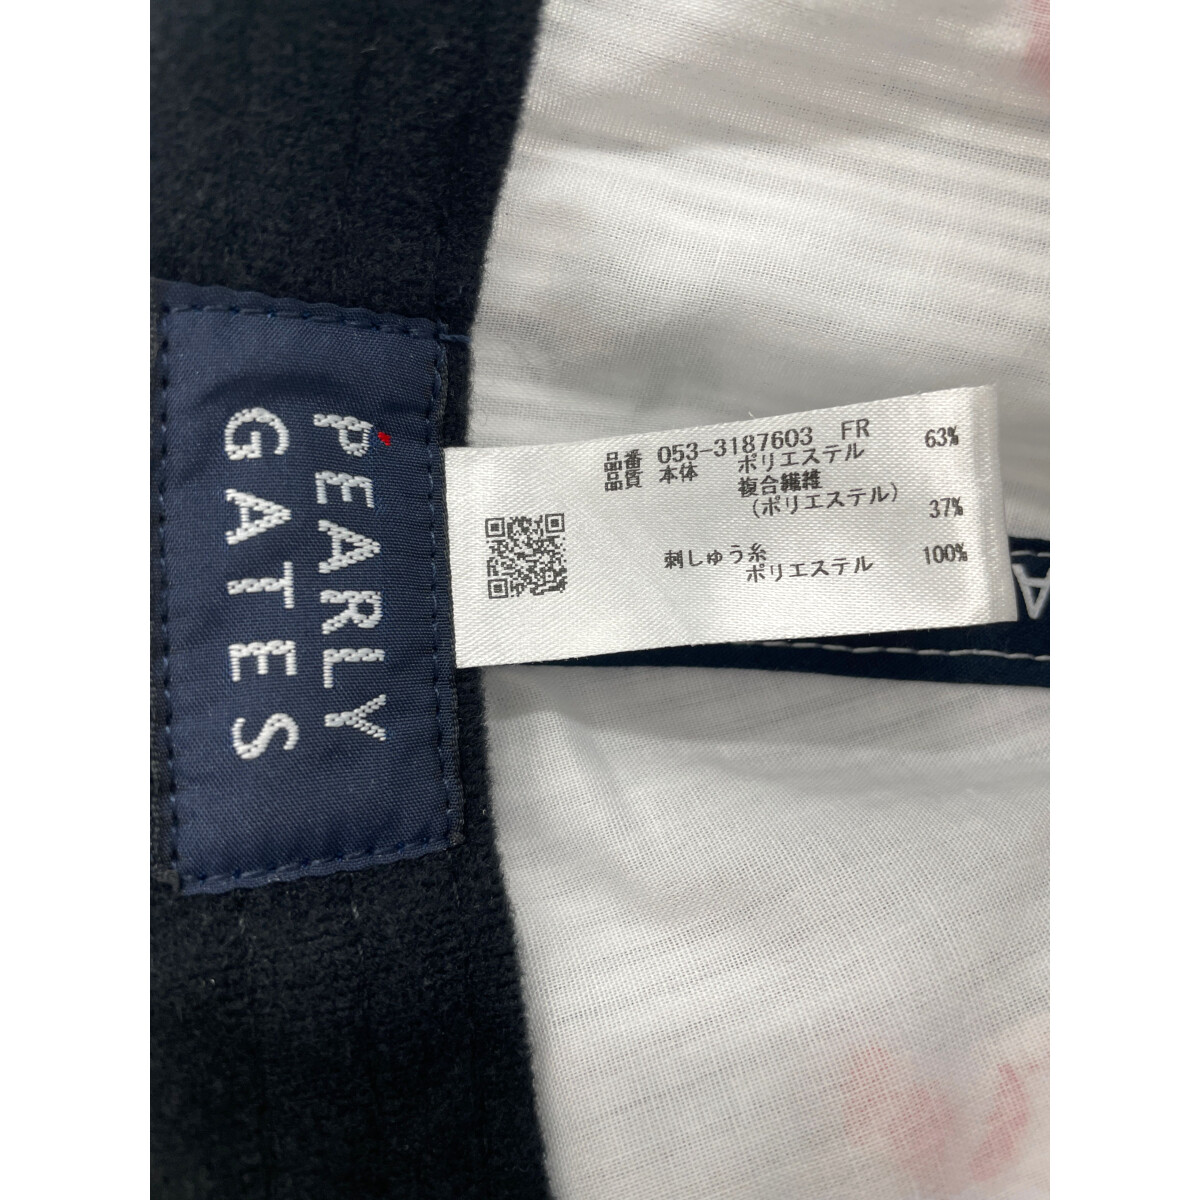 PEARLY
GATES
品番 053-3187603 FR
品質 本体 ポリエステル 63%
複合繊維
(ポリエステル) 37%
刺しゅう糸
ポリエステル 100%
A